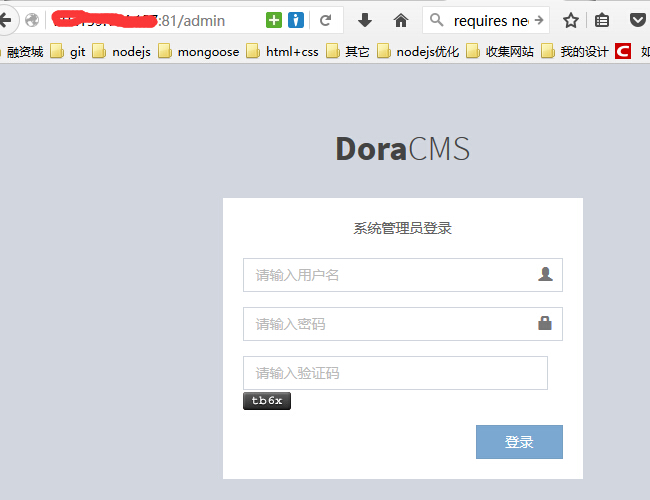 :81/admin
requires ne
融资城 git nodejs mongoose html+css 其它 nodejs优化 收集网站 我的设计 C 如
DoraCMS
系统管理员登录
请输入用户名
请输入密码
请输入验证码
tb6x
登录